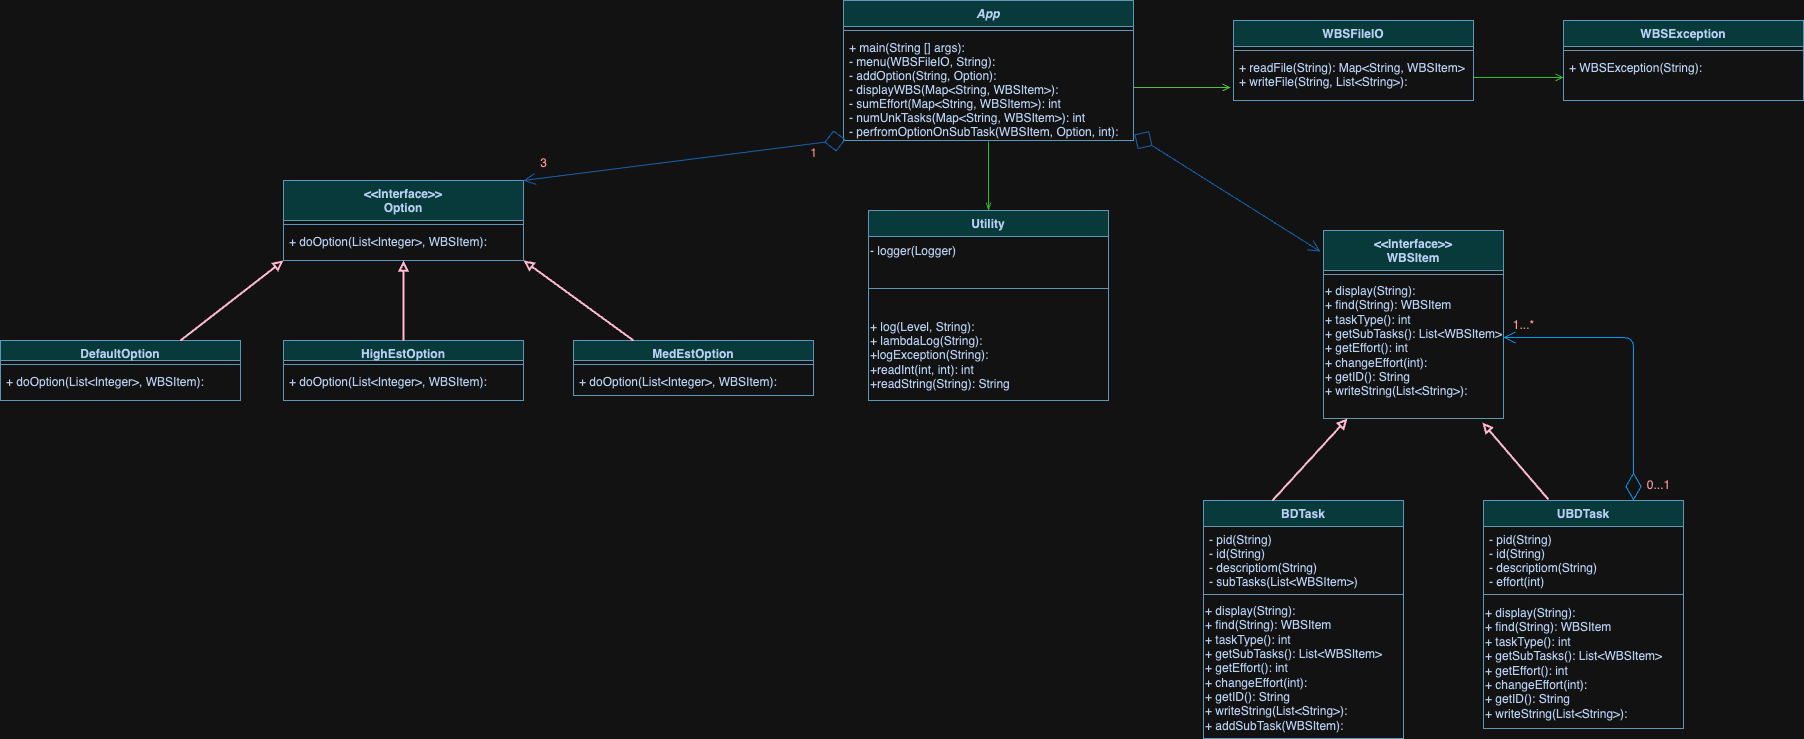 App
+ main(String [] args):
- menu(WBSFileIO, String):
- addOption(String, Option):
- displayWBS(Map<String, WBSItem>):
- sumEffort(Map<String, WBSItem>): int
- numUnkTasks(Map<String, WBSItem>): int
- perfromOptionOnSubTask(WBSItem, Option, int):
WBSFileIO
+ readFile(String): Map<String, WBSItem>
+ writeFile(String, List<String>):
WBSException
+ WBSException(String):
1
3
<<Interface>>
Option
+ doOption(List<Integer>, WBSItem):
Utility
- logger(Logger)
+ log(Level, String):
+ lambdaLog(String):
+logException(String):
+readInt(int, int): int
+readString(String): String
<<Interface>>
WBSItem
+ display(String):
+ find(String): WBSItem
+ taskType(): int
+ getSubTasks(): List<WBSItem>
+ getEffort(): int
+ changeEffort(int):
+ getID(): String
+ writeString(List<String>):
1...*
0...1
DefaultOption
+ doOption(List<Integer>, WBSItem):
HighEstOption
+ doOption(List<Integer>, WBSItem):
MedEstOption
+ doOption(List<Integer>, WBSItem):
BDTask
- pid(String)
- id(String)
- descriptiom(String)
- subTasks(List<WBSItem>)
+ display(String):
+ find(String): WBSItem
+ taskType(): int
+ getSubTasks(): List<WBSItem>
+ getEffort(): int
+ changeEffort(int):
+ getID(): String
+ writeString(List<String>):
+ addSubTask(WBSItem):
UBDTask
- pid(String)
- id(String)
- descriptiom(String)
- effort(int)
+ display(String):
+ find(String): WBSItem
+ taskType(): int
+ getSubTasks(): List<WBSItem>
+ getEffort(): int
+ changeEffort(int):
+ getID(): String
+ writeString(List<String>):